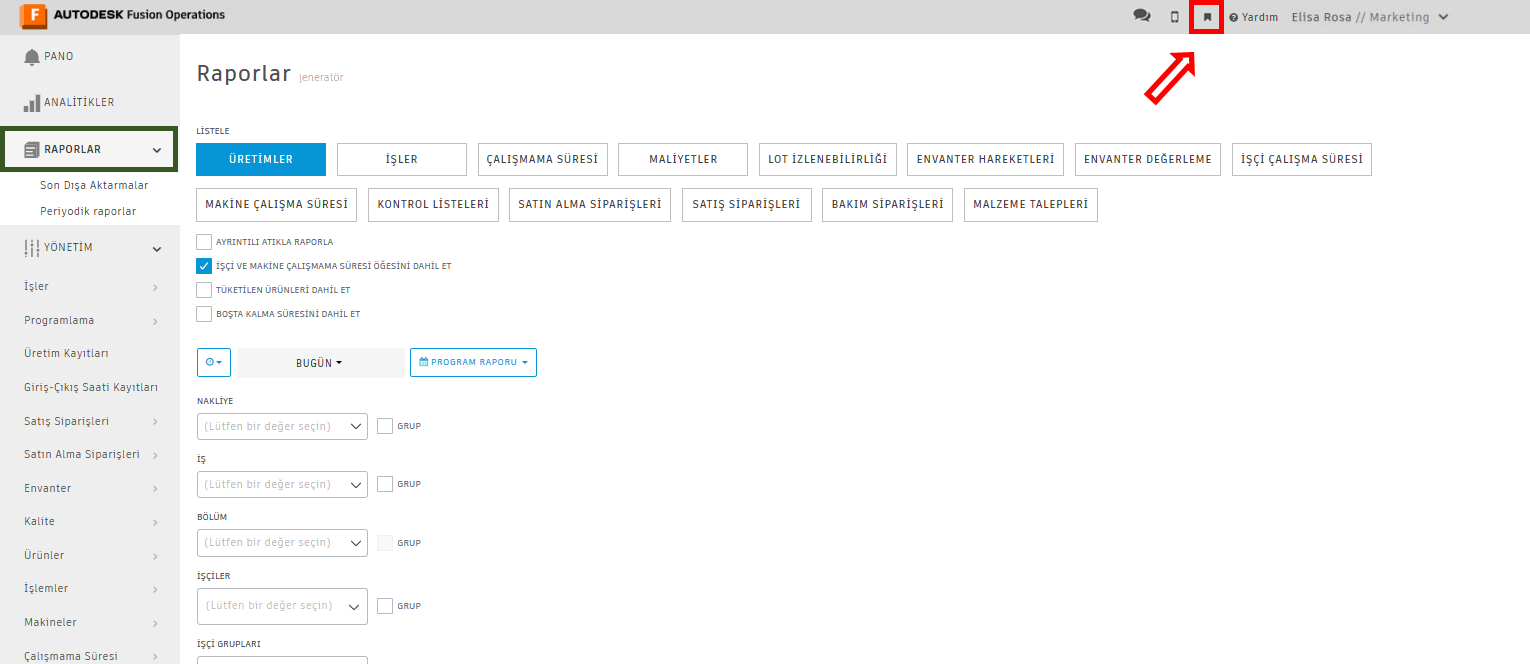 AUTODESK Fusion Operations
Yardım
Elisa Rosa // Marketing
PANO
ANALİTİKLER
RAPORLAR
Son Dışa Aktarmalar
Periyodik raporlar
YÖNETİM
İşler
Programlama
Üretim Kayıtları
Giriş-Çıkış Saati Kayıtları
Satış Siparişleri
Satın Alma Siparişleri
Envanter
Kalite
Ürünler
İşlemler
Makineler
Çalışmama Süresi
Raporlar jeneratör
LİSTELE
ÜRETİMLER İŞLER ÇALIŞMAMA SÜRESİ MALİYETLER LOT İZLENEBİLİRLİĞİ ENVANTER HAREKETLERİ ENVANTER DEĞERLEME İŞÇİ ÇALIŞMA SÜRESİ
MAKİNE ÇALIŞMA SÜRESİ KONTROL LİSTELERİ SATIN ALMA SİPARİŞLERİ SATIŞ SİPARİŞLERİ BAKIM SİPARİŞLERİ MALZEME TALEPLERİ
AYRINTILI ATIKLA RAPORLA
İŞÇİ VE MAKİNE ÇALIŞMAMA SÜRESİ ÖĞESİNİ DAHİL ET
TÜKETİLEN ÜRÜNLERİ DAHİL ET
BOŞTA KALMA SÜRESİNİ DAHİL ET
BUGÜN PROGRAM RAPORU
NAKLİYE
(Lütfen bir değer seçin) GRUP
İŞ
(Lütfen bir değer seçin) GRUP
BÖLÜM
(Lütfen bir değer seçin) GRUP
İŞÇİLER
(Lütfen bir değer seçin) GRUP
İŞÇİ GRUPLARI